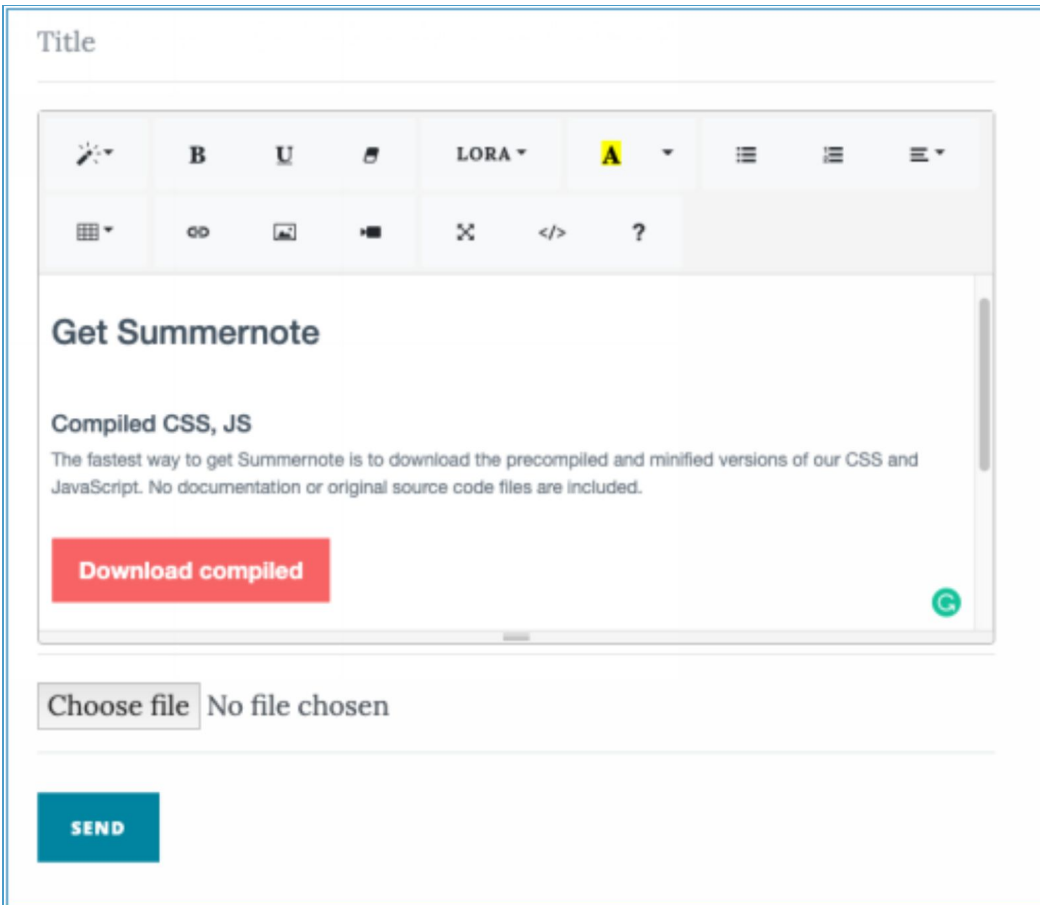 Title
B U LORA A
</> ?
Get Summernote
Compiled CSS, JS
The fastest way to get Summernote is to download the precompiled and minified versions of our CSS and
JavaScript. No documentation or original source code files are included.
Download compiled
Choose file No file chosen
SEND